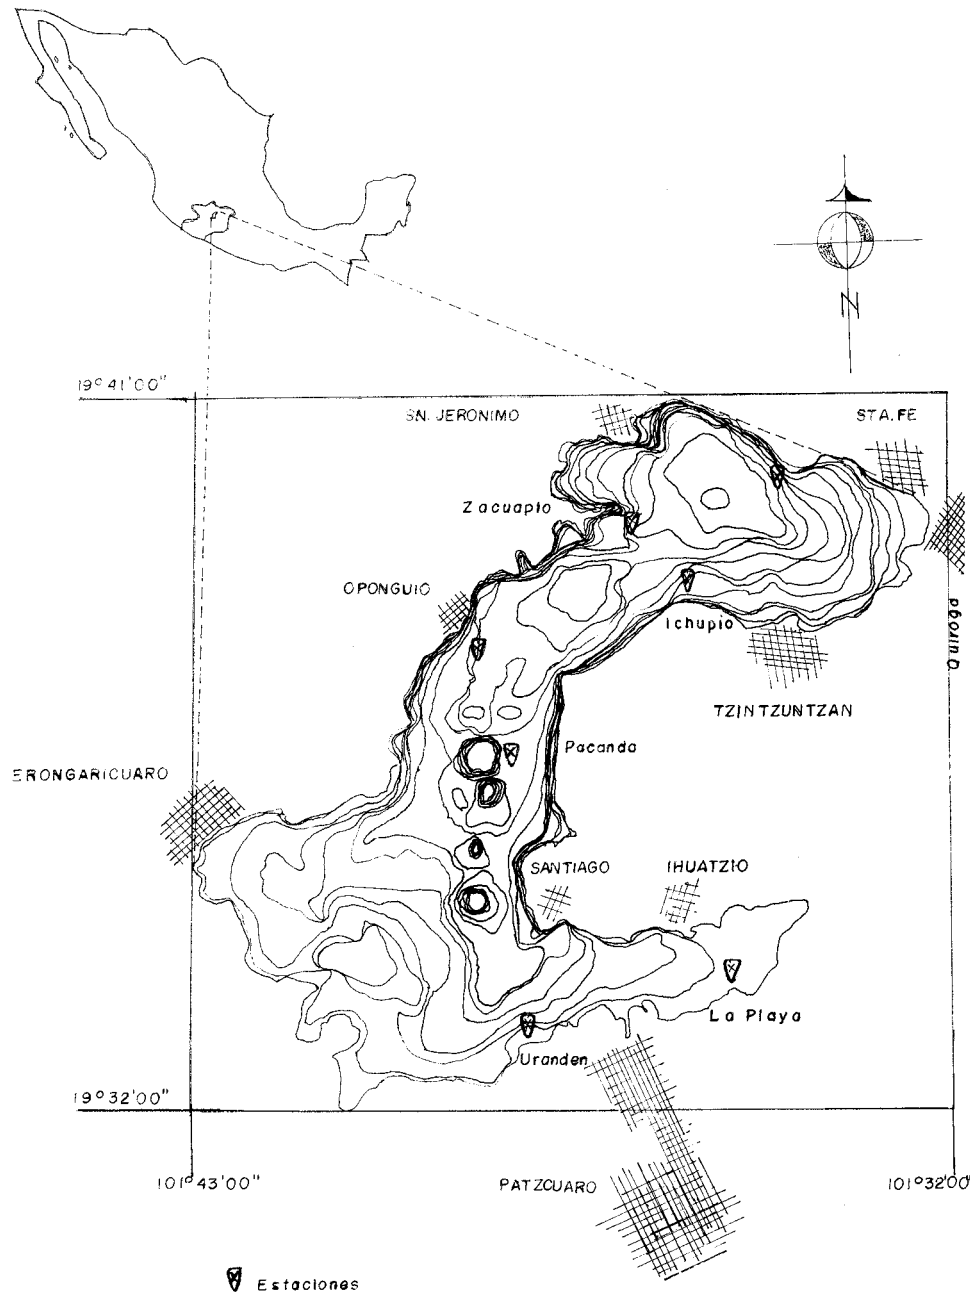 N
19° 41' 00"
SN. JERONIMO
STA. FE
Zacuapio
OPONGUIO
Ichupio
Quiroga
TZINTZUNTZAN
Pacanda
ERONGARICUARO
SANTIAGO
IHUATZIO
La Playa
Uranden
19° 32' 00"
101° 43' 00"
PATZCUARO
101° 32' 00
Estaciones